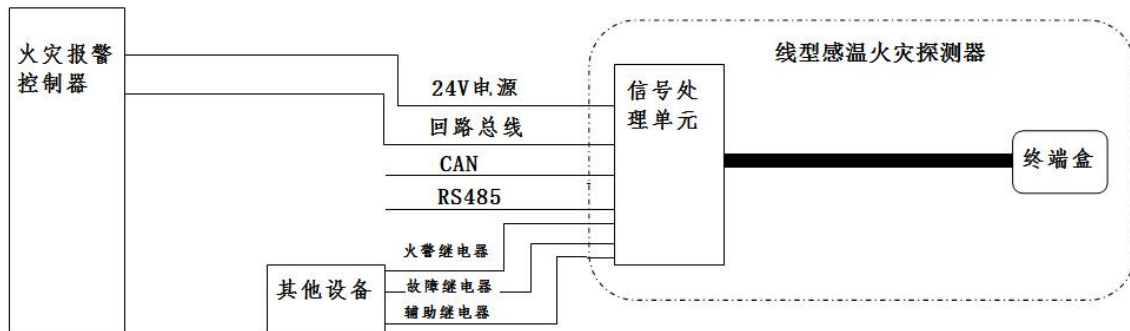 火灾报警
控制器
24V电源
回路总线
CAN
RS485
火警继电器
故障继电器
辅助继电器
其他设备
线型感温火灾探测器
信号处
理单元
终端盒